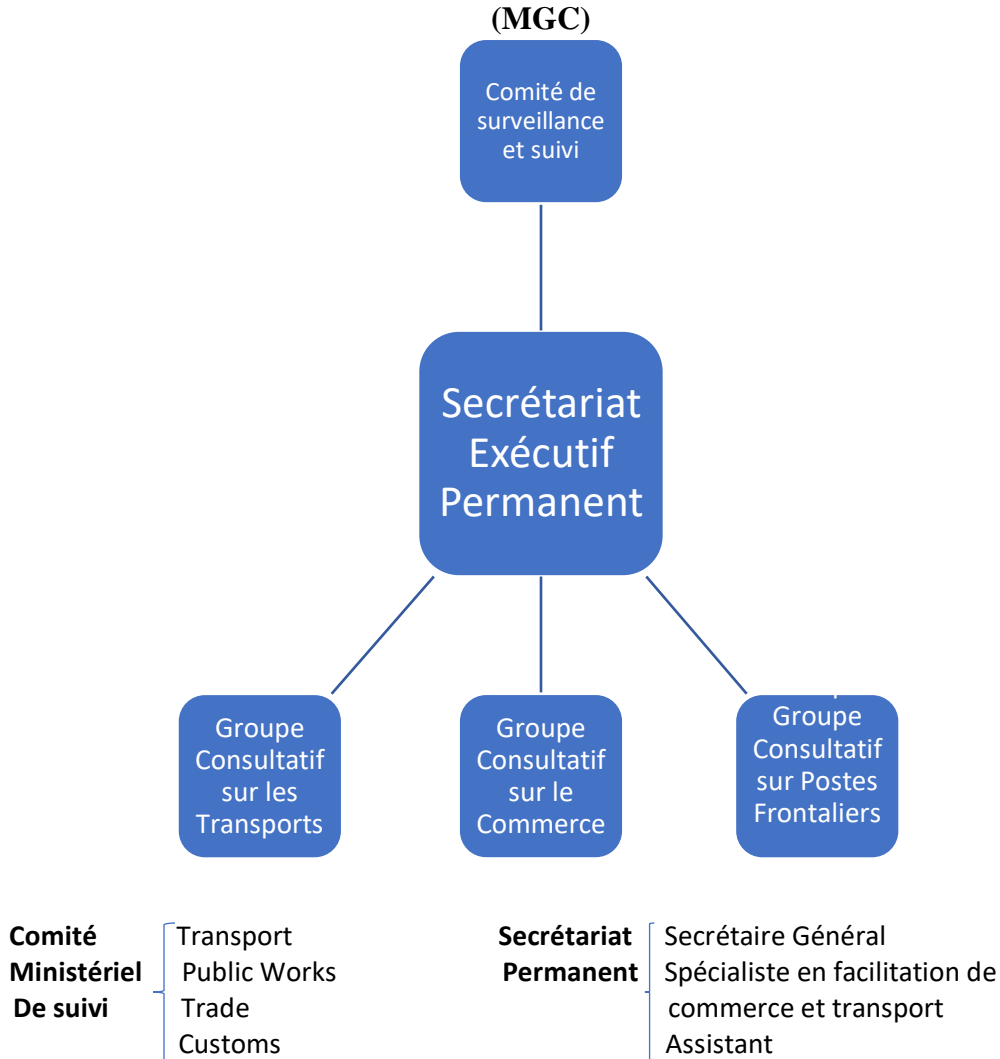 (MGC)
Comité de
surveillance
et suivi
Secrétariat
Exécutif
Permanent
Groupe
Consultatif
sur les
Transports
Groupe
Consultatif
sur le
Commerce
Groupe
Consultatif
sur Postes
Frontaliers
Comité
Ministériel
De suivi
Transport
Public Works
Trade
Customs
Secrétariat
Permanent
Secrétaire Général
Spécialiste en facilitation de
commerce et transport
Assistant